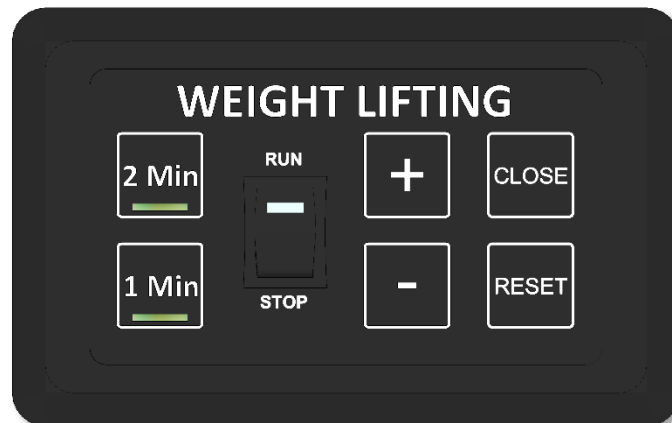 WEIGHT LIFTING
2 Min
RUN
+
CLOSE
1 Min
STOP
-
RESET